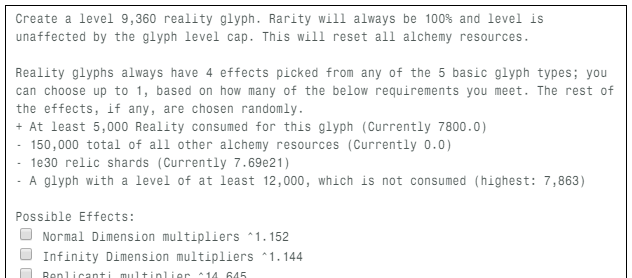 Create a level 9,360 reality glyph. Rarity will always be 100% and level is
unaffected by the glyph level cap. This will reset all alchemy resources.
Reality glyphs always have 4 effects picked from any of the 5 basic glyph types; you
can choose up to 1, based on how many of the below requirements you meet. The rest of
the effects, if any, are chosen randomly.
+ At least 5,000 Reality consumed for this glyph (Currently 7800.0)
- 150,000 total of all other alchemy resources (Currently 0.0)
- 1e30 relic shards (Currently 7.69e21)
- A glyph with a level of at least 12,000, which is not consumed (highest: 7,863)
Possible Effects:
Normal Dimension multipliers ^1.152
Infinity Dimension multipliers ^1.144
Replicanti multiplier ^14.645